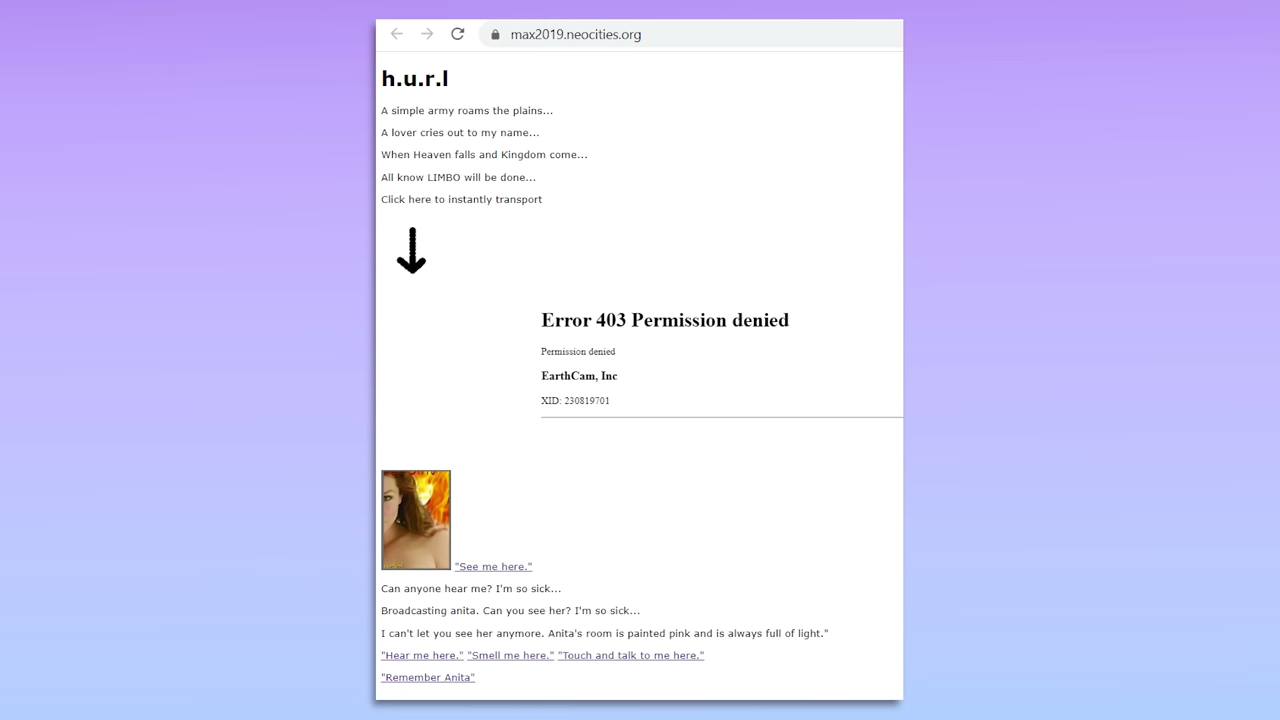 max2019.neocities.org
h.u.r.l
A simple army roams the plains...
A lover cries out to my name...
When Heaven falls and Kingdom come...
All know LIMBO will be done...
Click here to instantly transport
Error 403 Permission denied
Permission denied
EarthCam, Inc
XID: 230819701
"See me here."
Can anyone hear me? I'm so sick...
Broadcasting anita. Can you see her? I'm so sick...
I can't let you see her anymore. Anita's room is painted pink and is always full of light."
"Hear me here." "Smell me here." "Touch and talk to me here."
"Remember Anita"